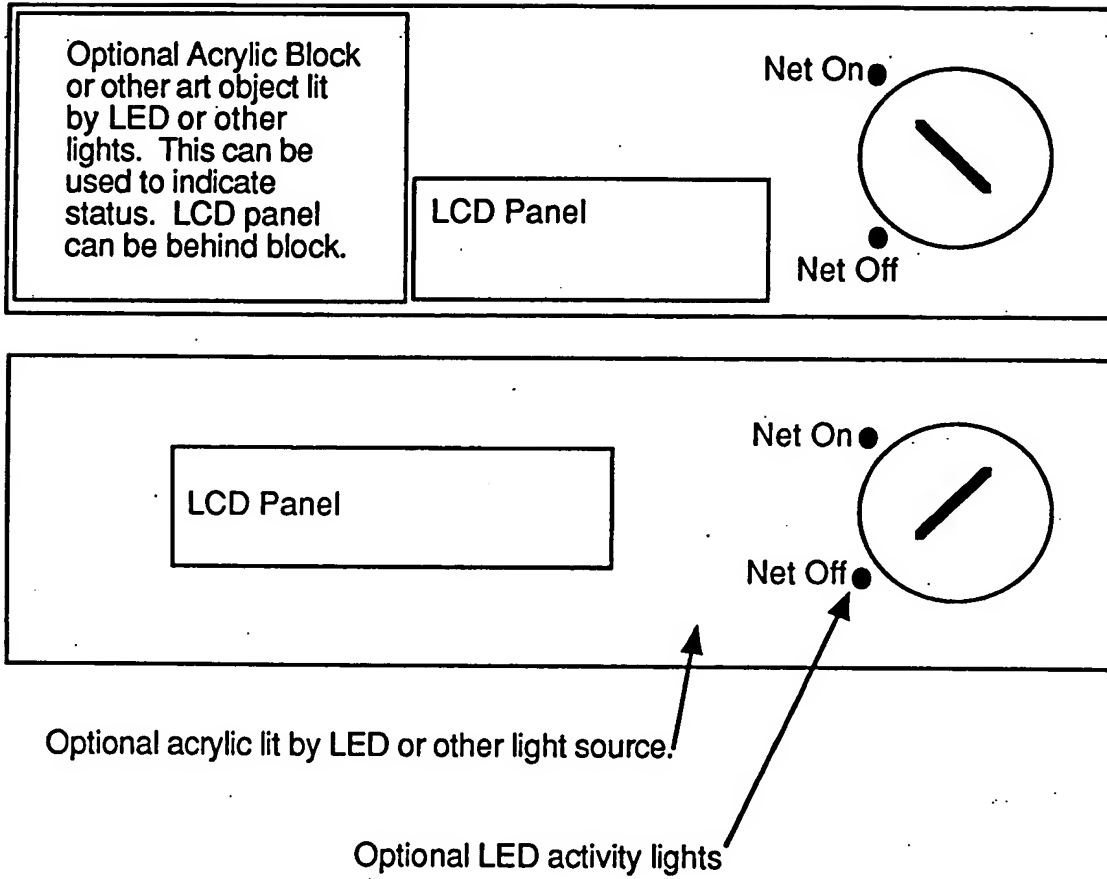 Optional Acrylic Block
or other art object lit
by LED or other
lights. This can be
used to indicate
status. LCD panel
can be behind block.
LCD Panel
Net On
Net Off
LCD Panel
Net On
Net Off
Optional acrylic lit by LED or other light source.
Optional LED activity lights